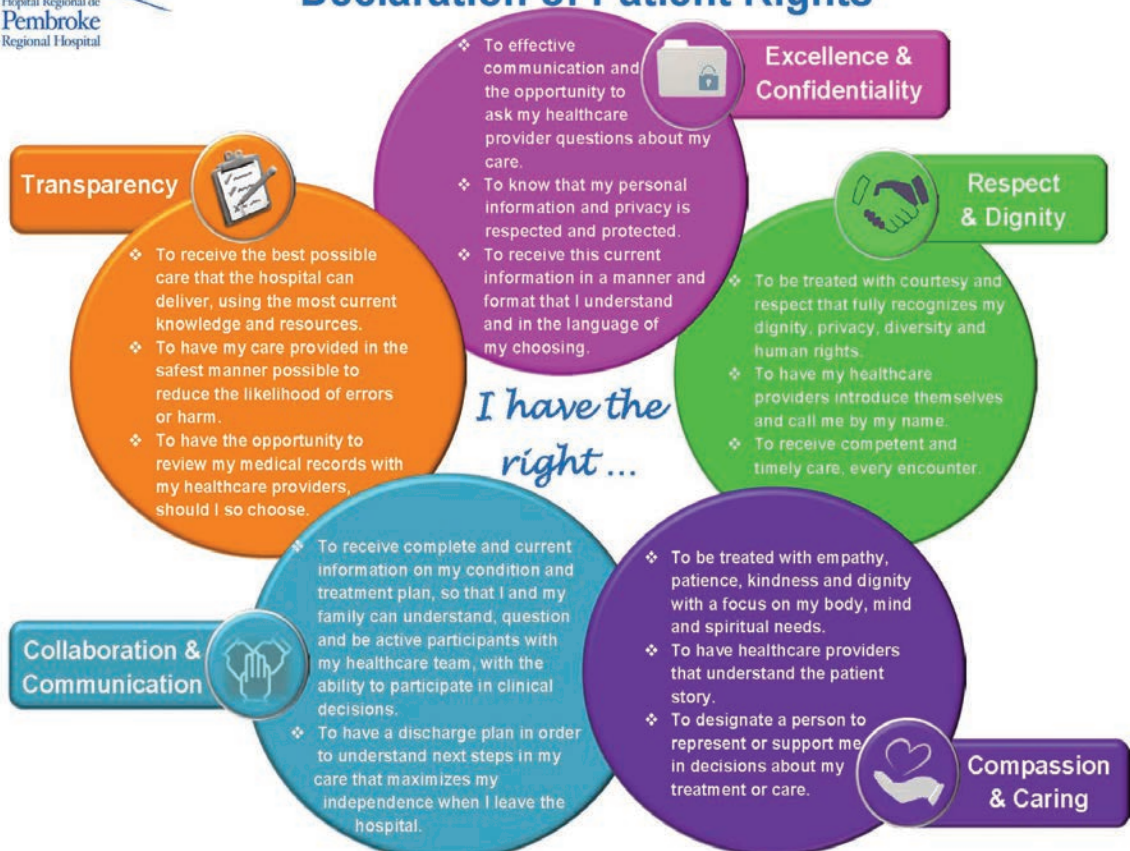 Hôpital Régional de
Pembroke
Regional Hospital
Declaration of Patient Rights
Excellence &
Confidentiality
❖ To effective
communication and
the opportunity to
ask my healthcare
provider questions about my
care.
❖ To know that my personal
information and privacy is
respected and protected.
❖ To receive this current
information in a manner and
format that I understand
and in the language of
my choosing.
Transparency
❖ To receive the best possible
care that the hospital can
deliver, using the most current
knowledge and resources.
❖ To have my care provided in the
safest manner possible to
reduce the likelihood of errors
or harm.
❖ To have the opportunity to
review my medical records with
my healthcare providers,
should I so choose.
Respect
& Dignity
❖ To be treated with courtesy and
respect that fully recognizes my
dignity, privacy, diversity and
human rights.
❖ To have my healthcare
providers introduce themselves
and call me by my name.
❖ To receive competent and
timely care, every encounter.
I have the
right ...
Collaboration &
Communication
❖ To receive complete and current
information on my condition and
treatment plan, so that I and my
family can understand, question
and be active participants with
my healthcare team, with the
ability to participate in clinical
decisions.
❖ To have a discharge plan in order
to understand next steps in my
care that maximizes my
independence when I leave the
hospital.
❖ To be treated with empathy,
patience, kindness and dignity
with a focus on my body, mind
and spiritual needs.
❖ To have healthcare providers
that understand the patient
story.
❖ To designate a person to
represent or support me
in decisions about my
treatment or care.
Compassion
& Caring